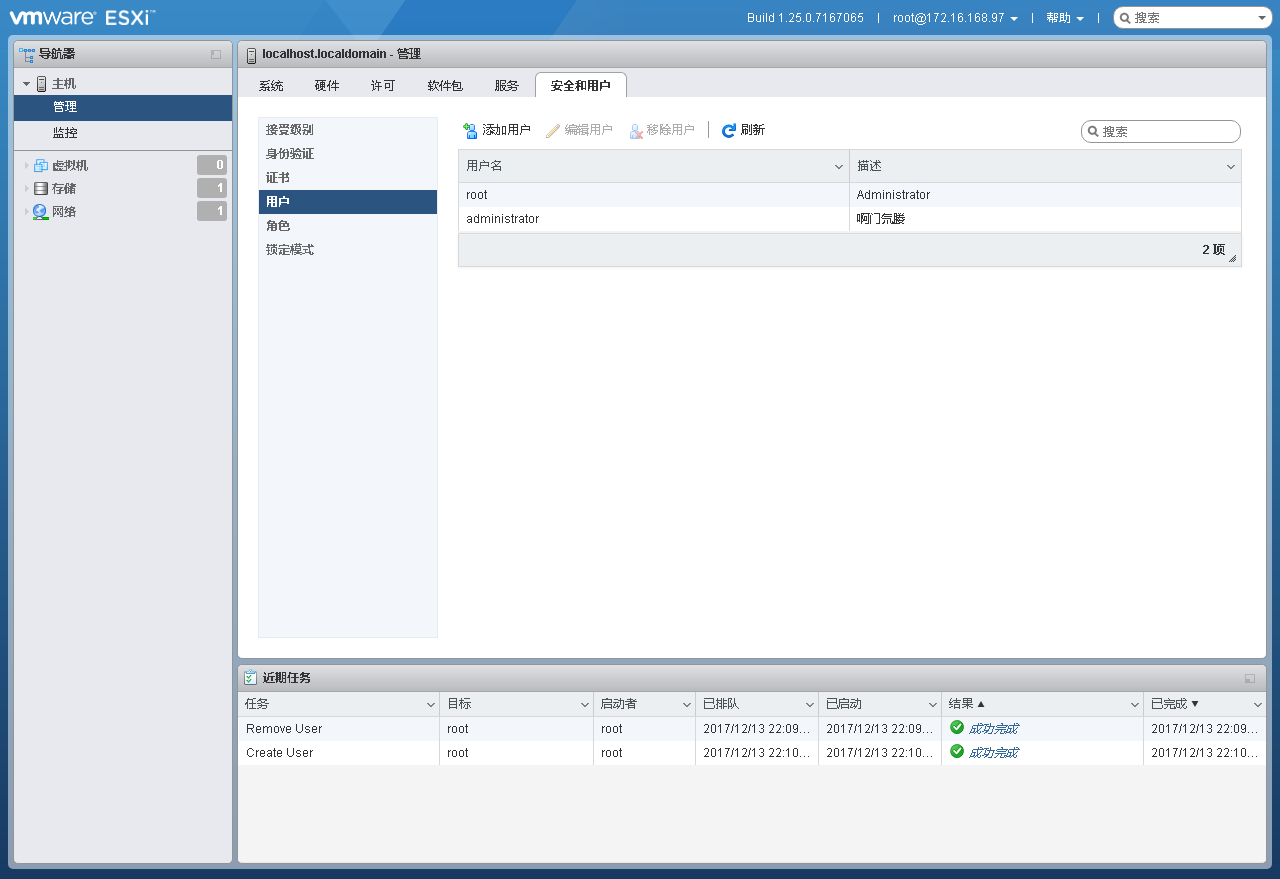 vmware ESXi™
Build 1.25.0.7167065 | root@172.16.168.97 | 帮助 | 搜索
导航器
主机
管理
监控
虚拟机 0
存储 1
网络 1
localhost.localdomain - 管理
系统 硬件 许可 软件包 服务 安全和用户
接受级别
身份验证
证书
用户
角色
锁定模式
添加用户 编辑用户 移除用户 | 刷新 搜索
用户名 描述
root Administrator
administrator
2 项
近期任务
任务 目标 启动者 已排队 已启动 结果 ▲ 已完成 ▼
Remove User root root 2017/12/13 22:09... 2017/12/13 22:09... 成功完成 2017/12/13 22:09...
Create User root root 2017/12/13 22:10... 2017/12/13 22:10... 成功完成 2017/12/13 22:10...